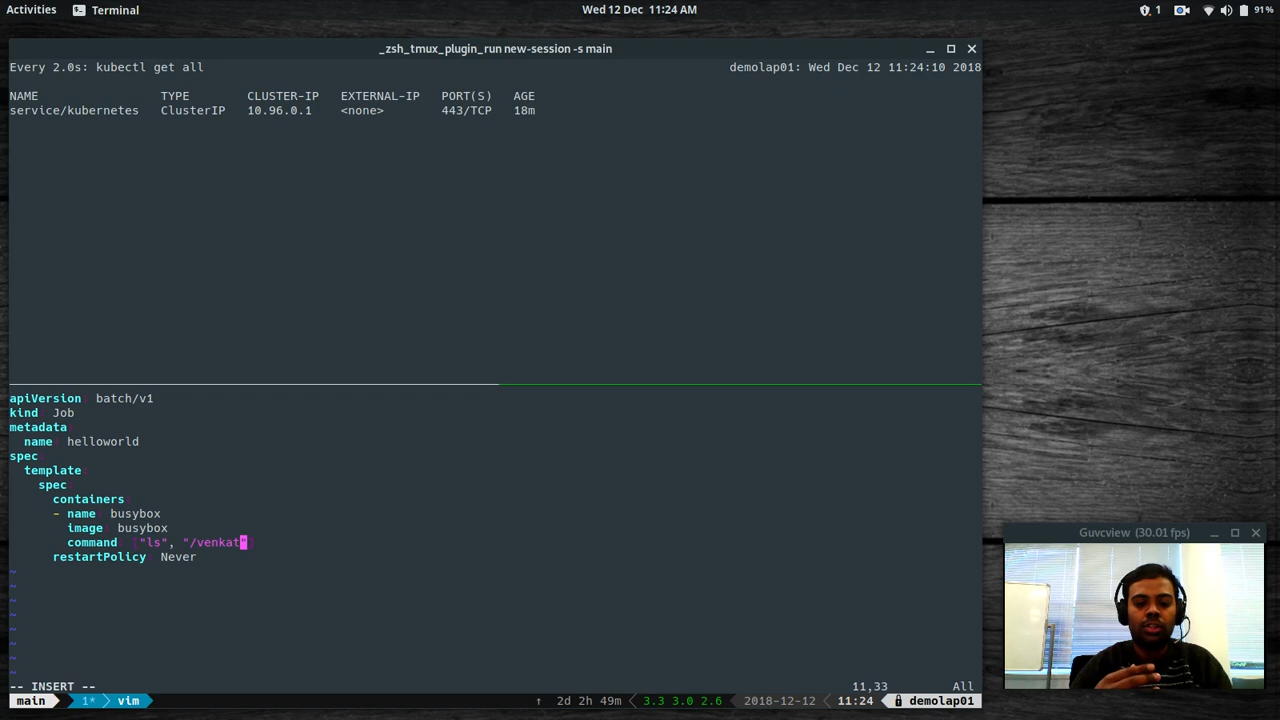 Activities Terminal Wed 12 Dec 11:24 AM 1 91%
_zsh_tmux_plugin_run new-session -s main
Every 2.0s: kubectl get all demolap01: Wed Dec 12 11:24:10 2018
NAME TYPE CLUSTER-IP EXTERNAL-IP PORT(S) AGE
service/kubernetes ClusterIP 10.96.0.1 <none> 443/TCP 18m
apiVersion: batch/v1
kind: Job
metadata:
  name: helloworld
spec:
  template:
    spec:
      containers:
      - name: busybox
        image: busybox
        command: ["ls", "/venkat"]
      restartPolicy: Never
~
~
~
~
~
~
~
~
-- INSERT -- 11,33 All
main 1* vim ↑ 2d 2h 49m 3.3 3.0 2.6 2018-12-12 11:24 demolap01
Guvcview (30.01 fps)